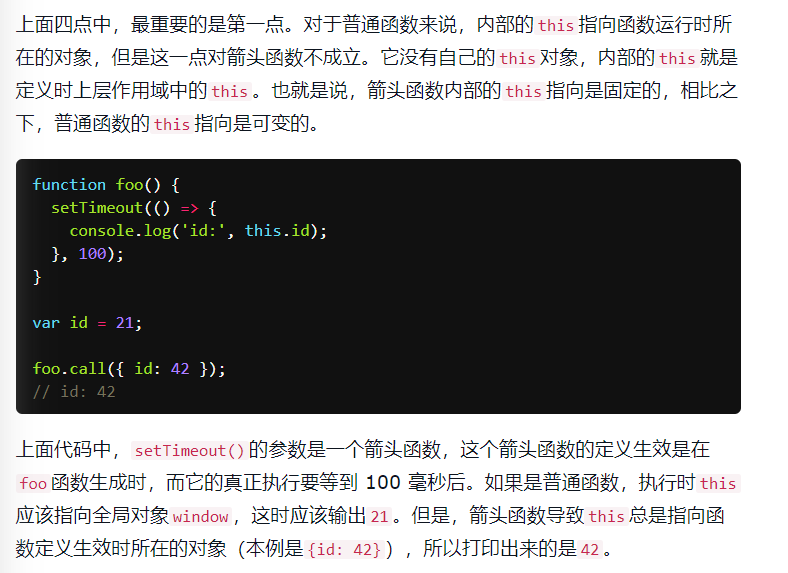 上面四点中，最重要的是第一点。对于普通函数来说，内部的this指向函数运行时所
在的对象，但是这一点对箭头函数不成立。它没有自己的this对象，内部的this就是
定义时上层作用域中的this。也就是说，箭头函数内部的this指向是固定的，相比之
下，普通函数的this指向是可变的。
function foo() {
  setTimeout(() => {
    console.log('id:', this.id);
  }, 100);
}
var id = 21;
foo.call({ id: 42 });
// id: 42
上面代码中，setTimeout()的参数是一个箭头函数，这个箭头函数的定义生效是在
foo函数生成时，而它的真正执行要等到 100 毫秒后。如果是普通函数，执行时this
应该指向全局对象window，这时应该输出21。但是，箭头函数导致this总是指向函
数定义生效时所在的对象（本例是{id: 42}），所以打印出来的是42。